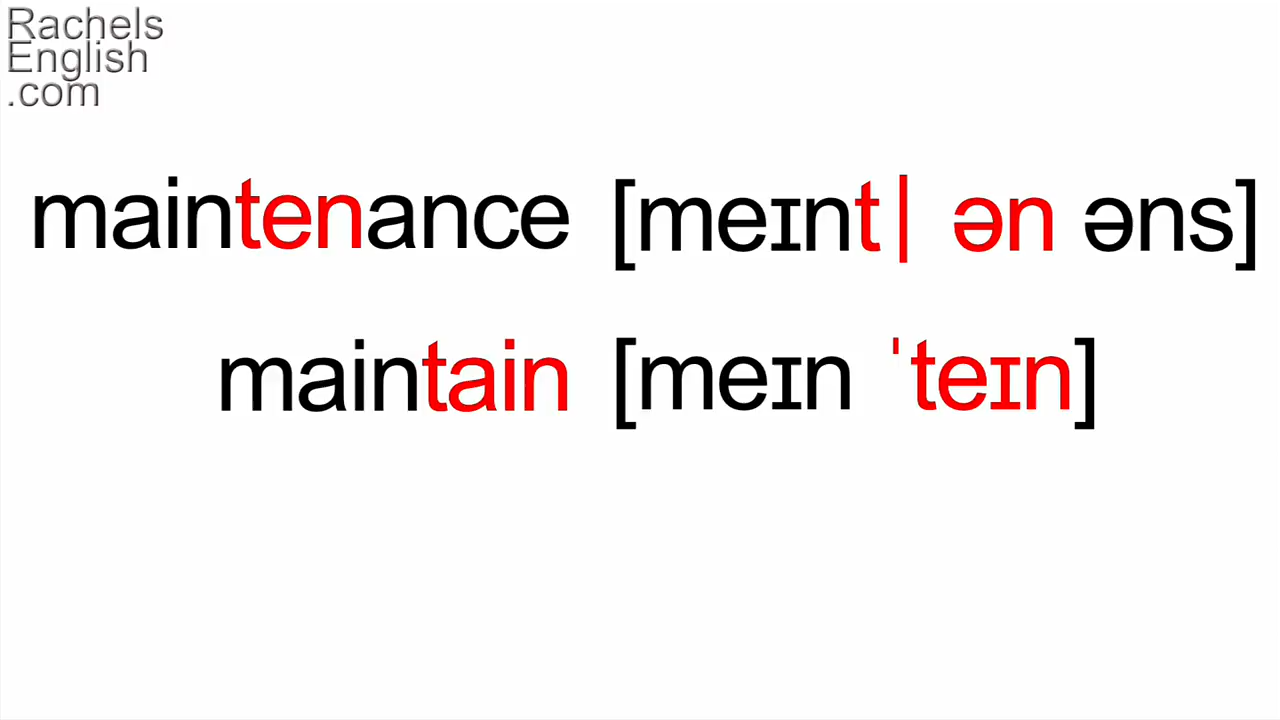 Rachels
English
.com
maintenance [meɪnt| ən əns]
maintain [meɪn ˈteɪn]